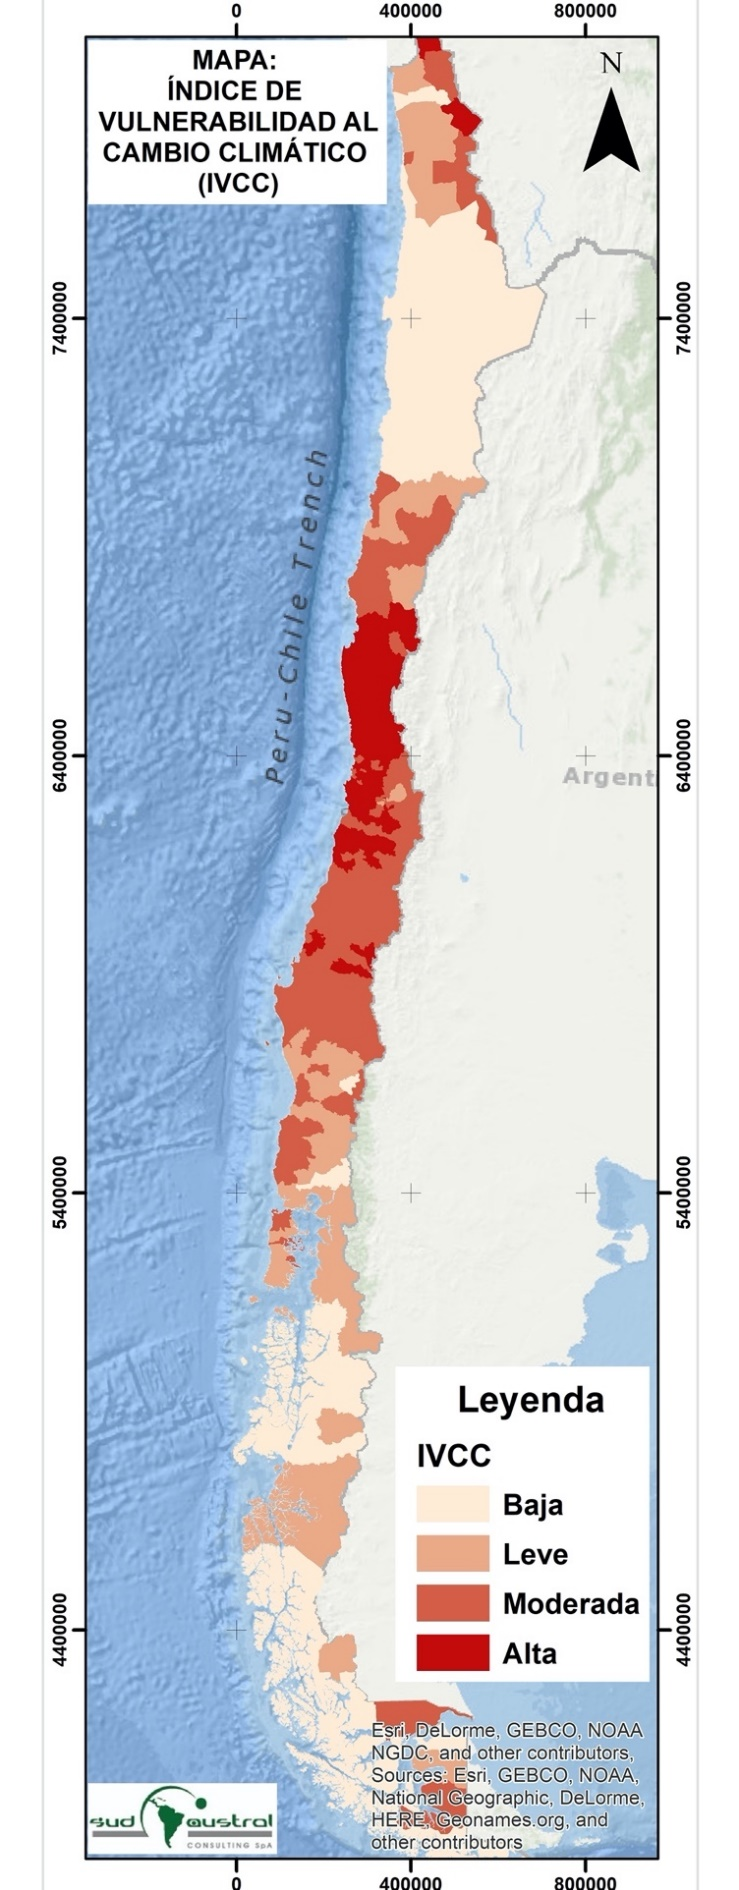 0 400000 800000
MAPA:
ÍNDICE DE
VULNERABILIDAD AL
CAMBIO CLIMÁTICO
(IVCC)
N
7400000 7400000
Peru-Chile Trench
6400000 6400000
Argent
5400000 5400000
Leyenda
IVCC
Baja
Leve
Moderada
Alta
4400000 4400000
Esri, DeLorme, GEBCO, NOAA
NGDC, and other contributors,
Sources: Esri, GEBCO, NOAA,
National Geographic, DeLorme,
HERE, Geonames.org, and
other contributors
sud austral
CONSULTING SpA
0 400000 800000